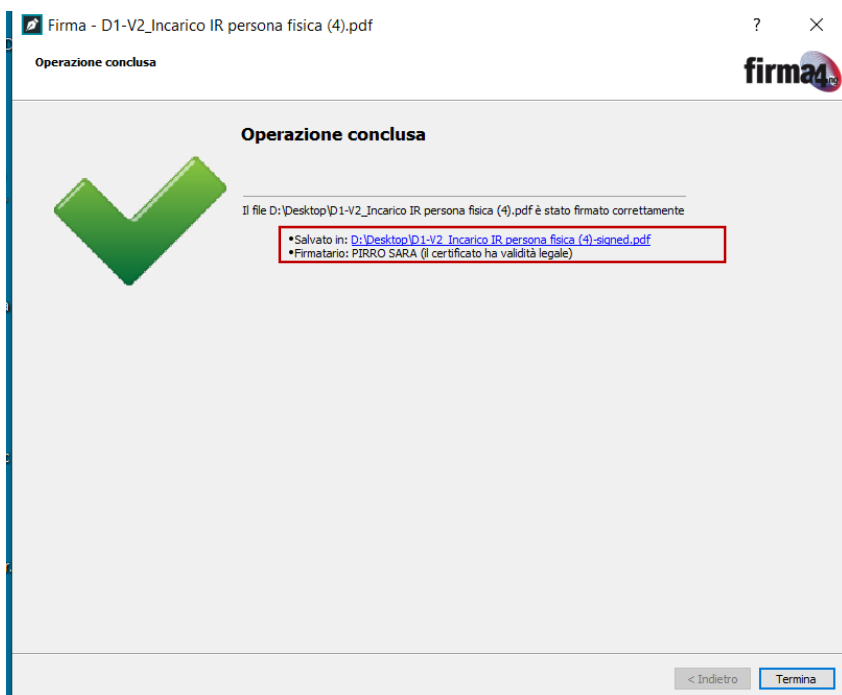 Firma - D1-V2_Incarico IR persona fisica (4).pdf
?
Operazione conclusa
firma4ng
Operazione conclusa
Il file D:\Desktop\D1-V2_Incarico IR persona fisica (4).pdf è stato firmato correttamente
•Salvato in: D:\Desktop\D1-V2_Incarico IR persona fisica (4)-signed.pdf
•Firmatario: PIRRO SARA (il certificato ha validità legale)
< Indietro
Termina